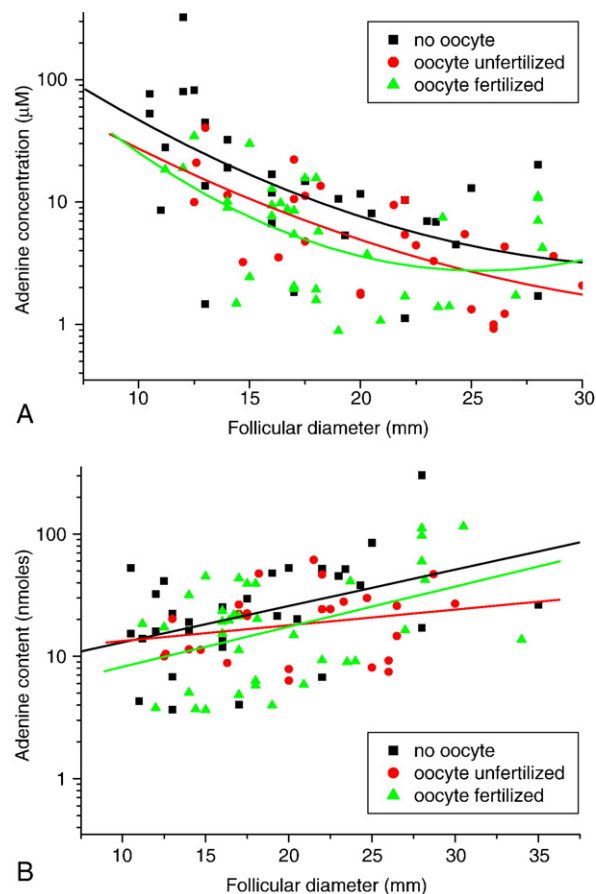 100
10
1
Adenine concentration (μM)
no oocyte
oocyte unfertilized
oocyte fertilized
10
15
20
25
30
Follicular diameter (mm)
A
100
10
1
Adenine content (nmoles)
no oocyte
oocyte unfertilized
oocyte fertilized
10
15
20
25
30
35
Follicular diameter (mm)
B